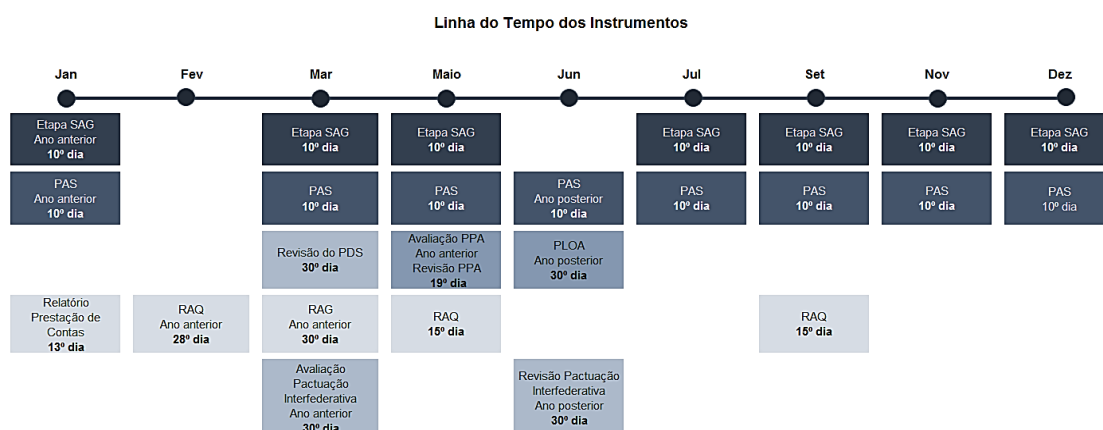 Linha do Tempo dos Instrumentos
Jan Fev Mar Maio Jun Jul Set Nov Dez
Etapa SAG
Ano anterior
10º dia
Etapa SAG
10º dia
Etapa SAG
10º dia
Etapa SAG
10º dia
Etapa SAG
10º dia
Etapa SAG
10º dia
Etapa SAG
10º dia
PAS
Ano anterior
10º dia
PAS
10º dia
PAS
10º dia
PAS
Ano posterior
10º dia
PAS
10º dia
PAS
10º dia
PAS
10º dia
PAS
10º dia
Revisão do PDS
30º dia
Avaliação PPA
Ano anterior
Revisão PPA
19º dia
PLOA
Ano posterior
30º dia
Relatório
Prestação de
Contas
13º dia
RAQ
Ano anterior
28º dia
RAG
Ano anterior
30º dia
RAQ
15º dia
RAQ
15º dia
Avaliação
Pactuação
Interfederativa
Ano anterior
30º dia
Revisão Pactuação
Interfederativa
Ano posterior
30º dia